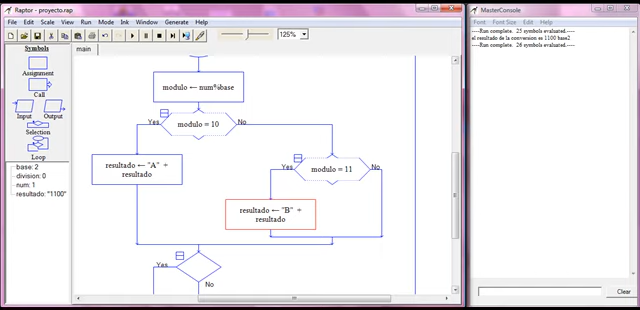 Raptor - proyecto.rap
File Edit Scale View Run Mode Ink Window Generate Help
125%
Symbols
Assignment
Call
Input Output
Selection
Loop
base: 2
division: 0
num: 1
resultado: "1100"
main
modulo ← num%base
Yes
modulo = 10
No
resultado ← "A" +
resultado
Yes
modulo = 11
No
resultado ← "B" +
resultado
Yes
No
MasterConsole
Font Font Size Edit Help
----Run complete. 25 symbols evaluated.----
el resultado de la conversion es 1100 base2
----Run complete. 26 symbols evaluated.----
Clear